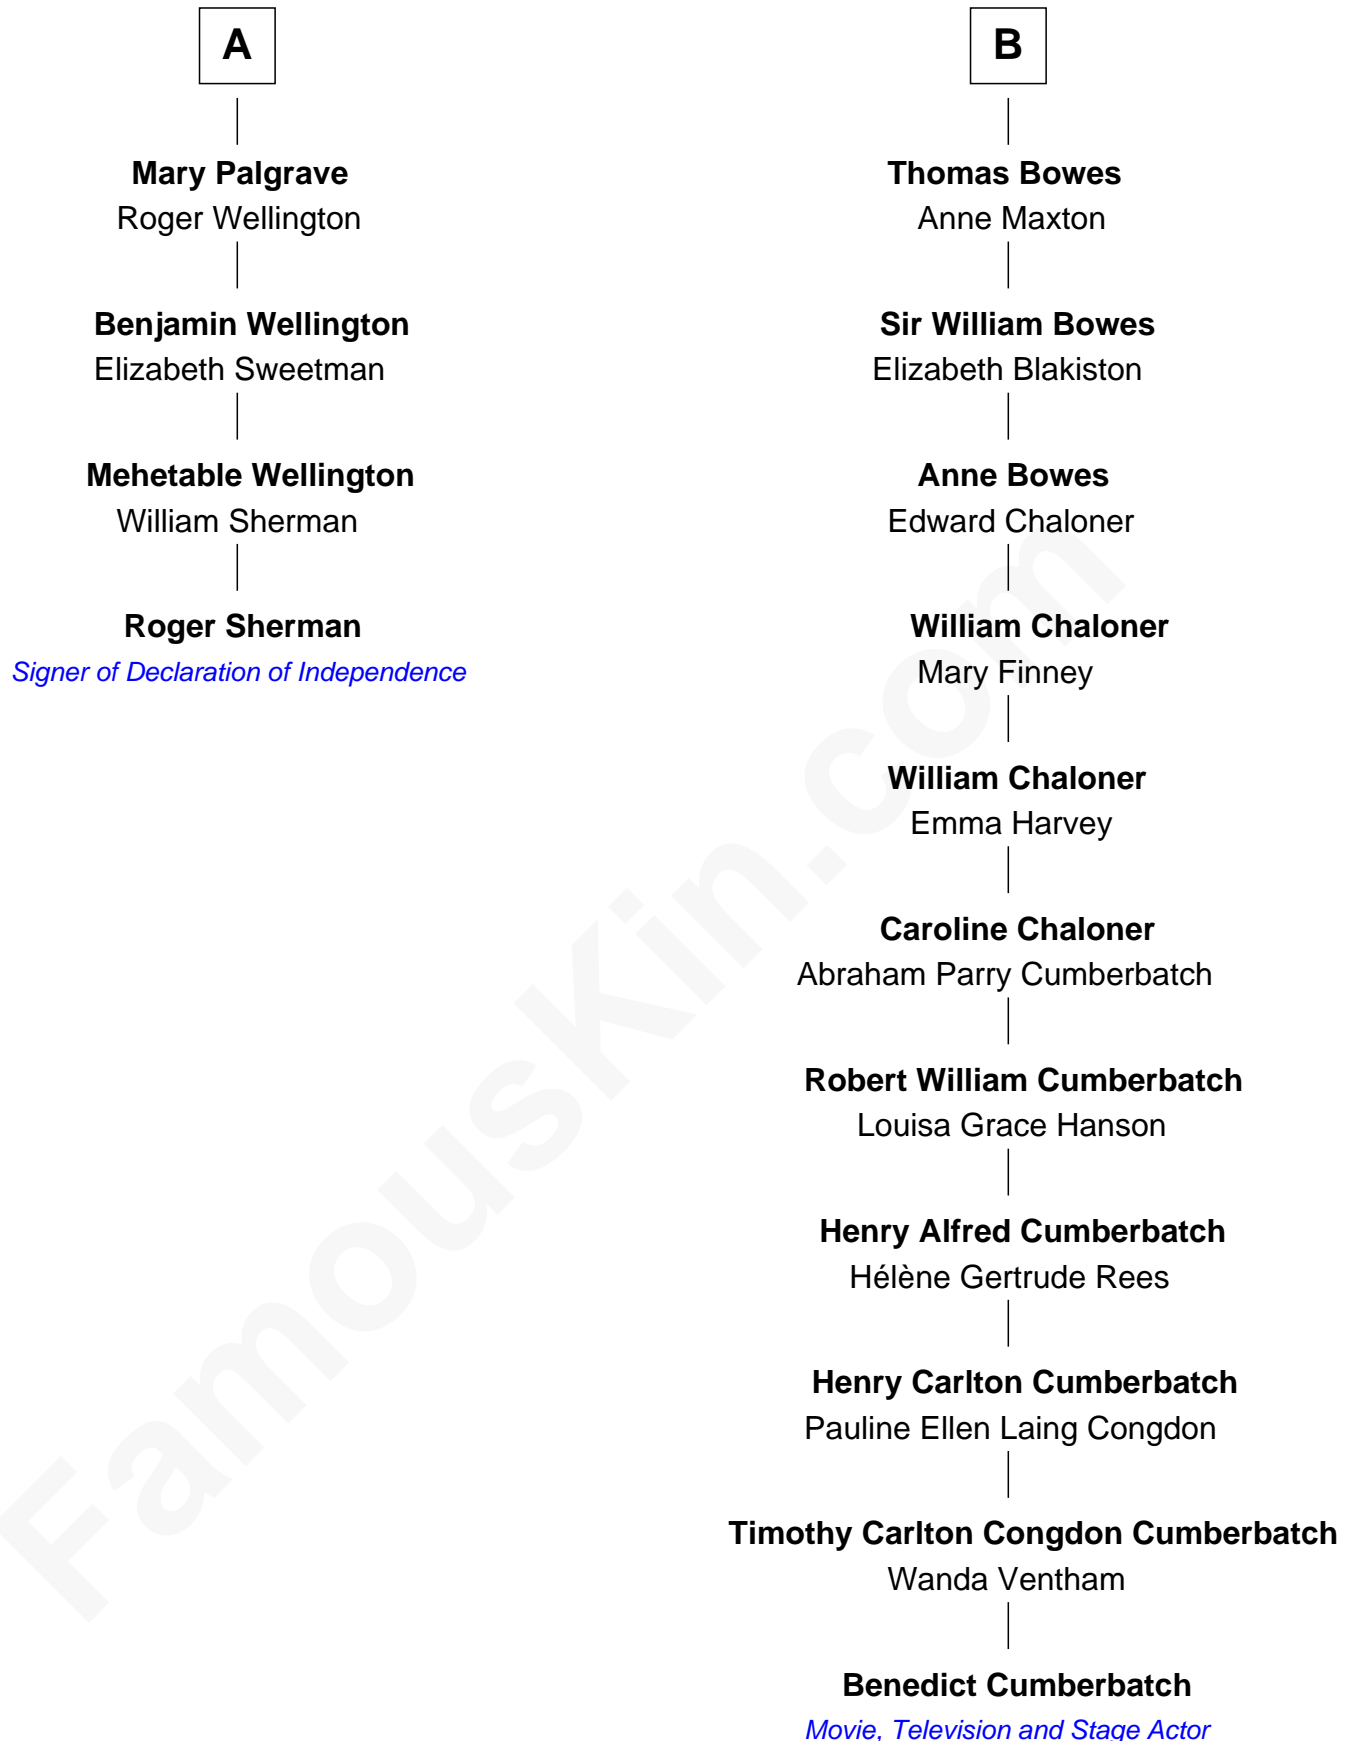 A
Mary Palgrave
Roger Wellington
Benjamin Wellington
Elizabeth Sweetman
Mehetable Wellington
William Sherman
Roger Sherman
Signer of Declaration of Independence
B
Thomas Bowes
Anne Maxton
Sir William Bowes
Elizabeth Blakiston
Anne Bowes
Edward Chaloner
William Chaloner
Mary Finney
William Chaloner
Emma Harvey
Caroline Chaloner
Abraham Parry Cumberbatch
Robert William Cumberbatch
Louisa Grace Hanson
Henry Alfred Cumberbatch
Hélène Gertrude Rees
Henry Carlton Cumberbatch
Pauline Ellen Laing Congdon
Timothy Carlton Congdon Cumberbatch
Wanda Ventham
Benedict Cumberbatch
Movie, Television and Stage Actor
FamousKin.com